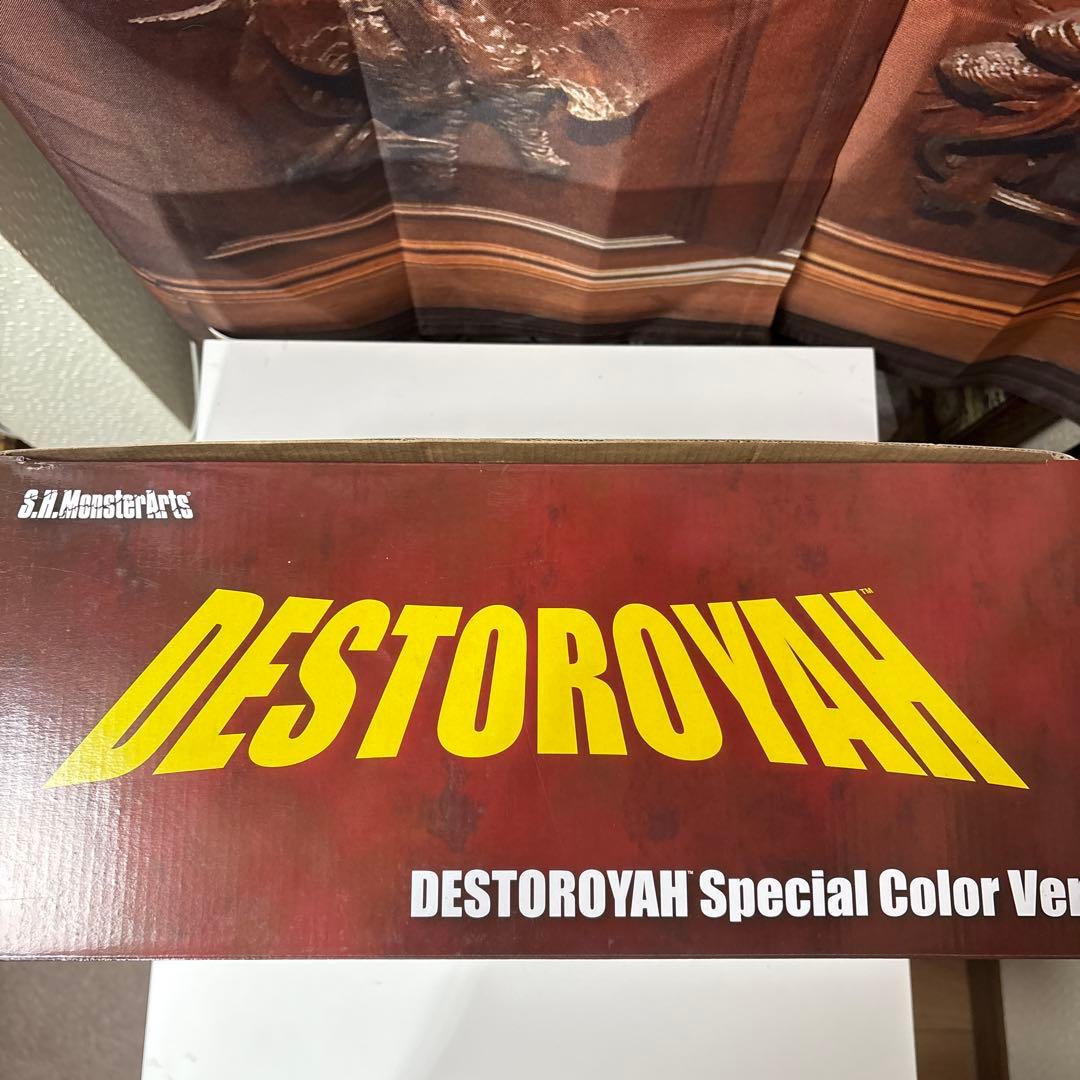 S.H.MonsterArts
DESTOROYAH™
DESTOROYAH™ Special Color Ver